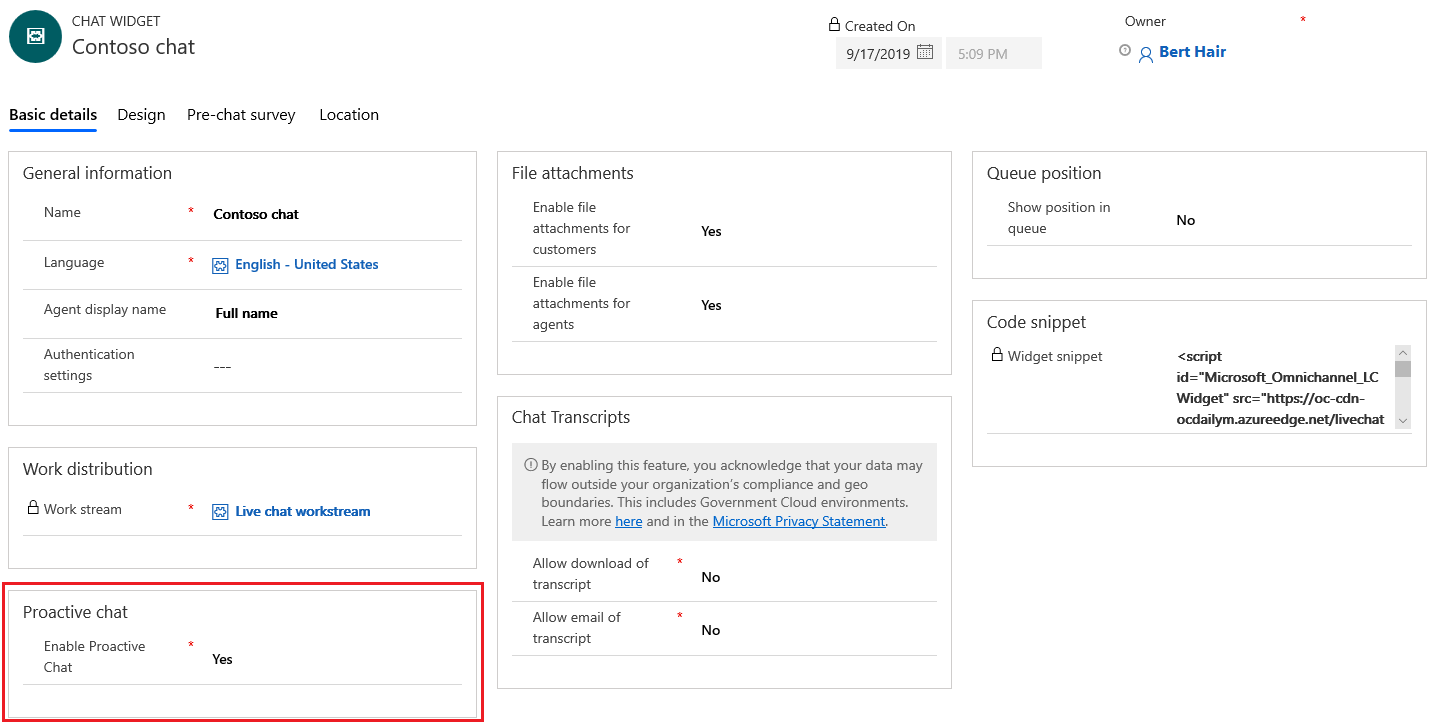 CHAT WIDGET
Contoso chat
Created On
9/17/2019
5:09 PM
Owner
*
Bert Hair
Basic details
Design
Pre-chat survey
Location
General information
Name
*
Contoso chat
Language
*
English - United States
Agent display name
Full name
Authentication
settings
---
Work distribution
Work stream
*
Live chat workstream
Proactive chat
Enable Proactive
Chat
*
Yes
File attachments
Enable file
attachments for
customers
Yes
Enable file
attachments for
agents
Yes
Chat Transcripts
By enabling this feature, you acknowledge that your data may
flow outside your organization's compliance and geo
boundaries. This includes Government Cloud environments.
Learn more here and in the Microsoft Privacy Statement.
Allow download of
transcript
*
No
Allow email of
transcript
*
No
Queue position
Show position in
queue
No
Code snippet
Widget snippet
<script
id="Microsoft_Omnichannel_LC
Widget" src="https://oc-cdn-
ocdailym.azureedge.net/livechat